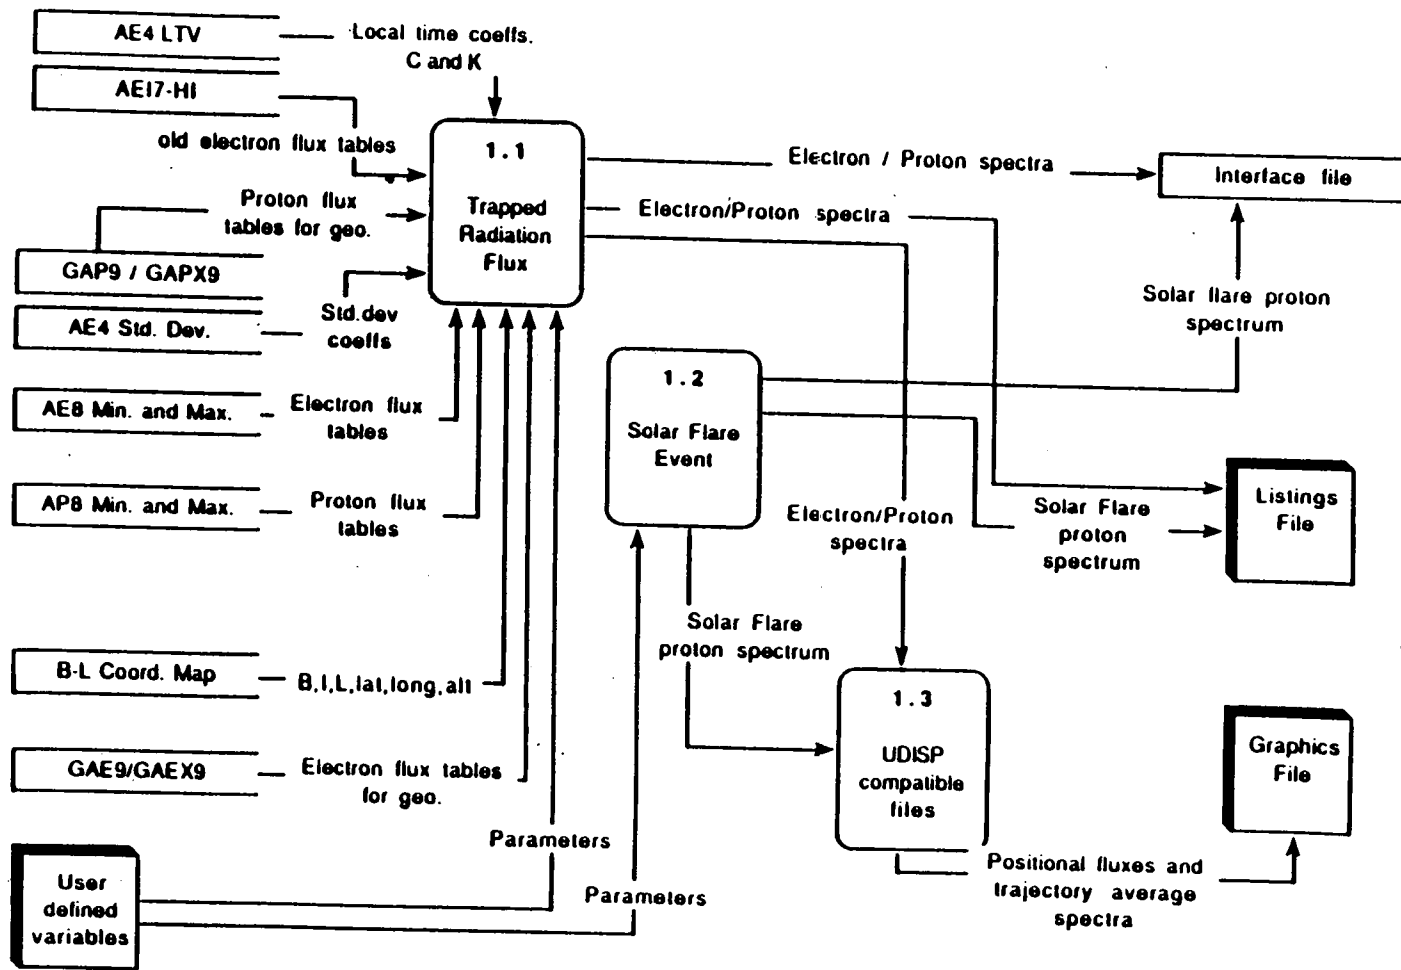 AE4 LTV
Local time coeffs.
C and K
AEI7-HI
old electron flux tables
1.1
Trapped
Radiation
Flux
Electron / Proton spectra
Interface file
Proton flux
tables for geo.
Electron/Proton spectra
GAP9 / GAPX9
AE4 Std. Dev.
Std.dev
coeffs
Solar flare proton
spectrum
AE8 Min. and Max.
Electron flux
tables
1.2
Solar Flare
Event
AP8 Min. and Max.
Proton flux
tables
Electron/Proton
spectra
Solar Flare
proton
spectrum
Listings
File
Solar Flare
proton spectrum
B-L Coord. Map
B,I,L,lat,long,alt
1.3
UDISP
compatible
files
Graphics
File
GAE9/GAEX9
Electron flux tables
for geo.
Parameters
Parameters
User
defined
variables
Positional fluxes and
trajectory average
spectra